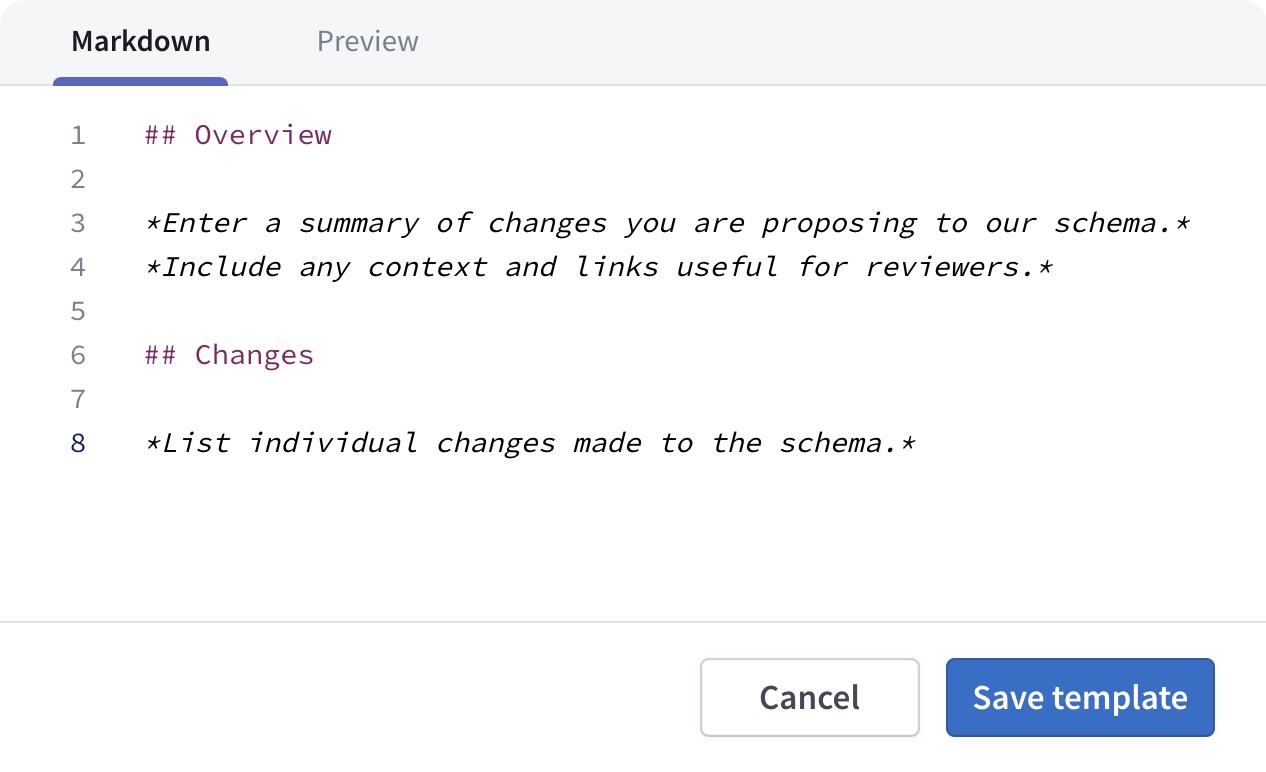 Markdown Preview
1 ## Overview
2
3 *Enter a summary of changes you are proposing to our schema.*
4 *Include any context and links useful for reviewers.*
5
6 ## Changes
7
8 *List individual changes made to the schema.*
Cancel Save template